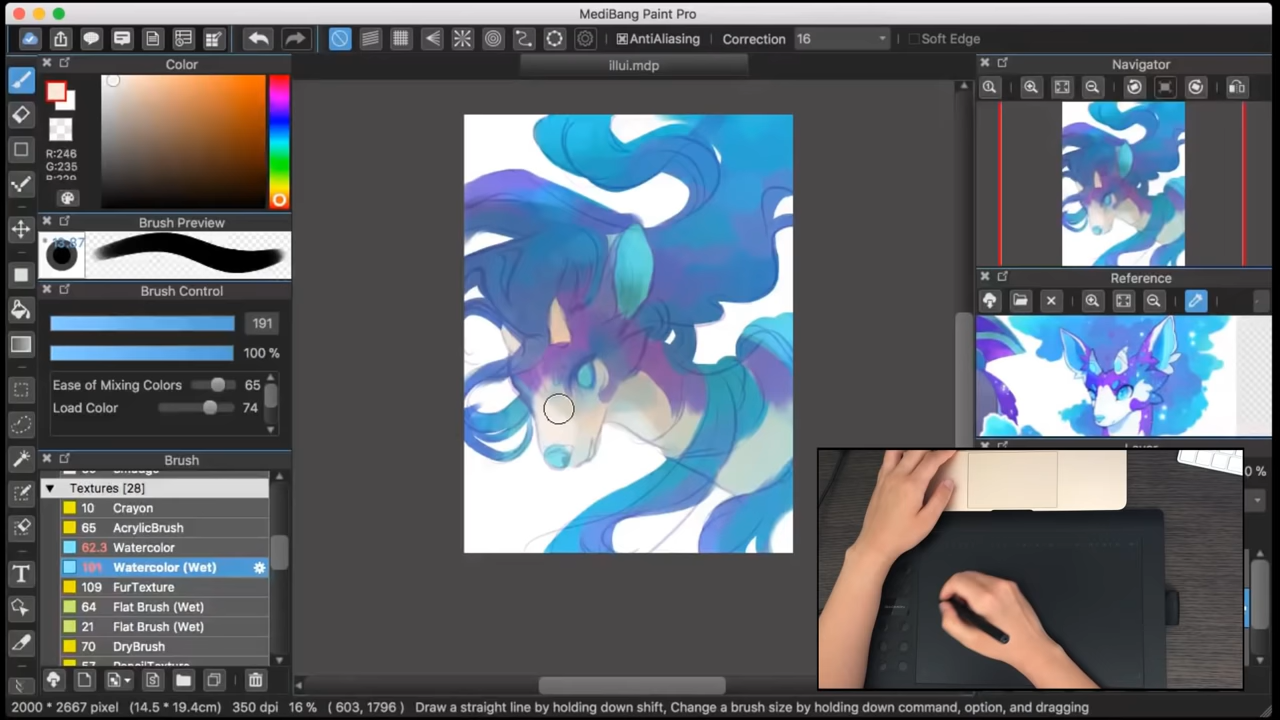 MediBang Paint Pro
AntiAliasing Correction 16 Soft Edge
illui.mdp
Color
R:246
G:235
Brush Preview
Brush Control
191
100 %
Ease of Mixing Colors 65
Load Color 74
Brush
Textures [28]
10 Crayon
65 AcrylicBrush
62.3 Watercolor
191 Watercolor (Wet)
109 FurTexture
64 Flat Brush (Wet)
21 Flat Brush (Wet)
70 DryBrush
Navigator
Reference
0 %
2000 * 2667 pixel (14.5 * 19.4cm) 350 dpi 16 % ( 603, 1796 ) Draw a straight line by holding down shift, Change a brush size by holding down command, option, and dragging